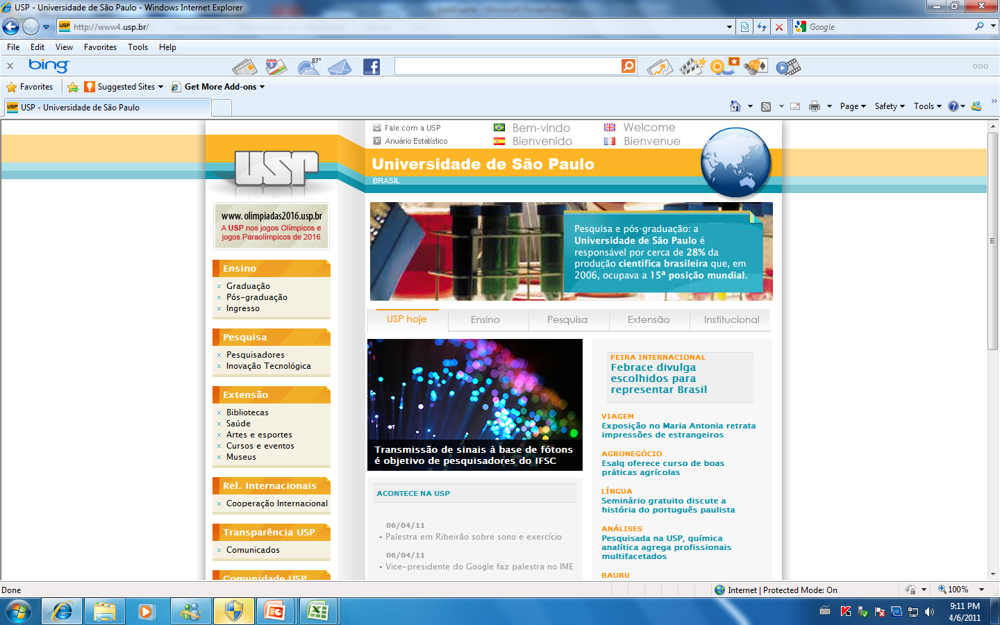 USP - Universidade de São Paulo - Windows Internet Explorer
USP http://www4.usp.br/
Google
File Edit View Favorites Tools Help
x bing 5 87°
Favorites Suggested Sites Get More Add-ons
USP USP - Universidade de São Paulo
Page Safety Tools
USP
Fale com a USP
Anuário Estatístico
Bem-vindo Welcome
Bienvenido Bienvenue
Universidade de São Paulo
BRASIL
www.olimpiadas2016.usp.br
A USP nos jogos Olímpicos e
jogos Paraolímpicos de 2016
Ensino
Graduação
Pós-graduação
Ingresso
Pesquisa
Pesquisadores
Inovação Tecnológica
Extensão
Bibliotecas
Saúde
Artes e esportes
Cursos e eventos
Museus
Rel. Internacionais
Cooperação Internacional
Transparência USP
Comunicados
Comunidade USP
Pesquisa e pós-graduação: a
Universidade de São Paulo é
responsável por cerca de 28% da
produção científica brasileira que, em
2006, ocupava a 15ª posição mundial.
USP hoje Ensino Pesquisa Extensão Institucional
Transmissão de sinais à base de fótons
é objetivo de pesquisadores do IFSC
ACONTECE NA USP
06/04/11
- Palestra em Ribeirão sobre sono e exercício
06/04/11
- Vice-presidente do Google faz palestra no IME
FEIRA INTERNACIONAL
Febrace divulga
escolhidos para
representar Brasil
VIAGEM
Exposição no Maria Antonia retrata
impressões de estrangeiros
AGRONEGÓCIO
Esalq oferece curso de boas
práticas agrícolas
LÍNGUA
Seminário gratuito discute a
história do português paulista
ANÁLISES
Pesquisada na USP, química
analítica agrega profissionais
multifacetados
BAURU
Done
Internet | Protected Mode: On
100%
9:11 PM
4/6/2011